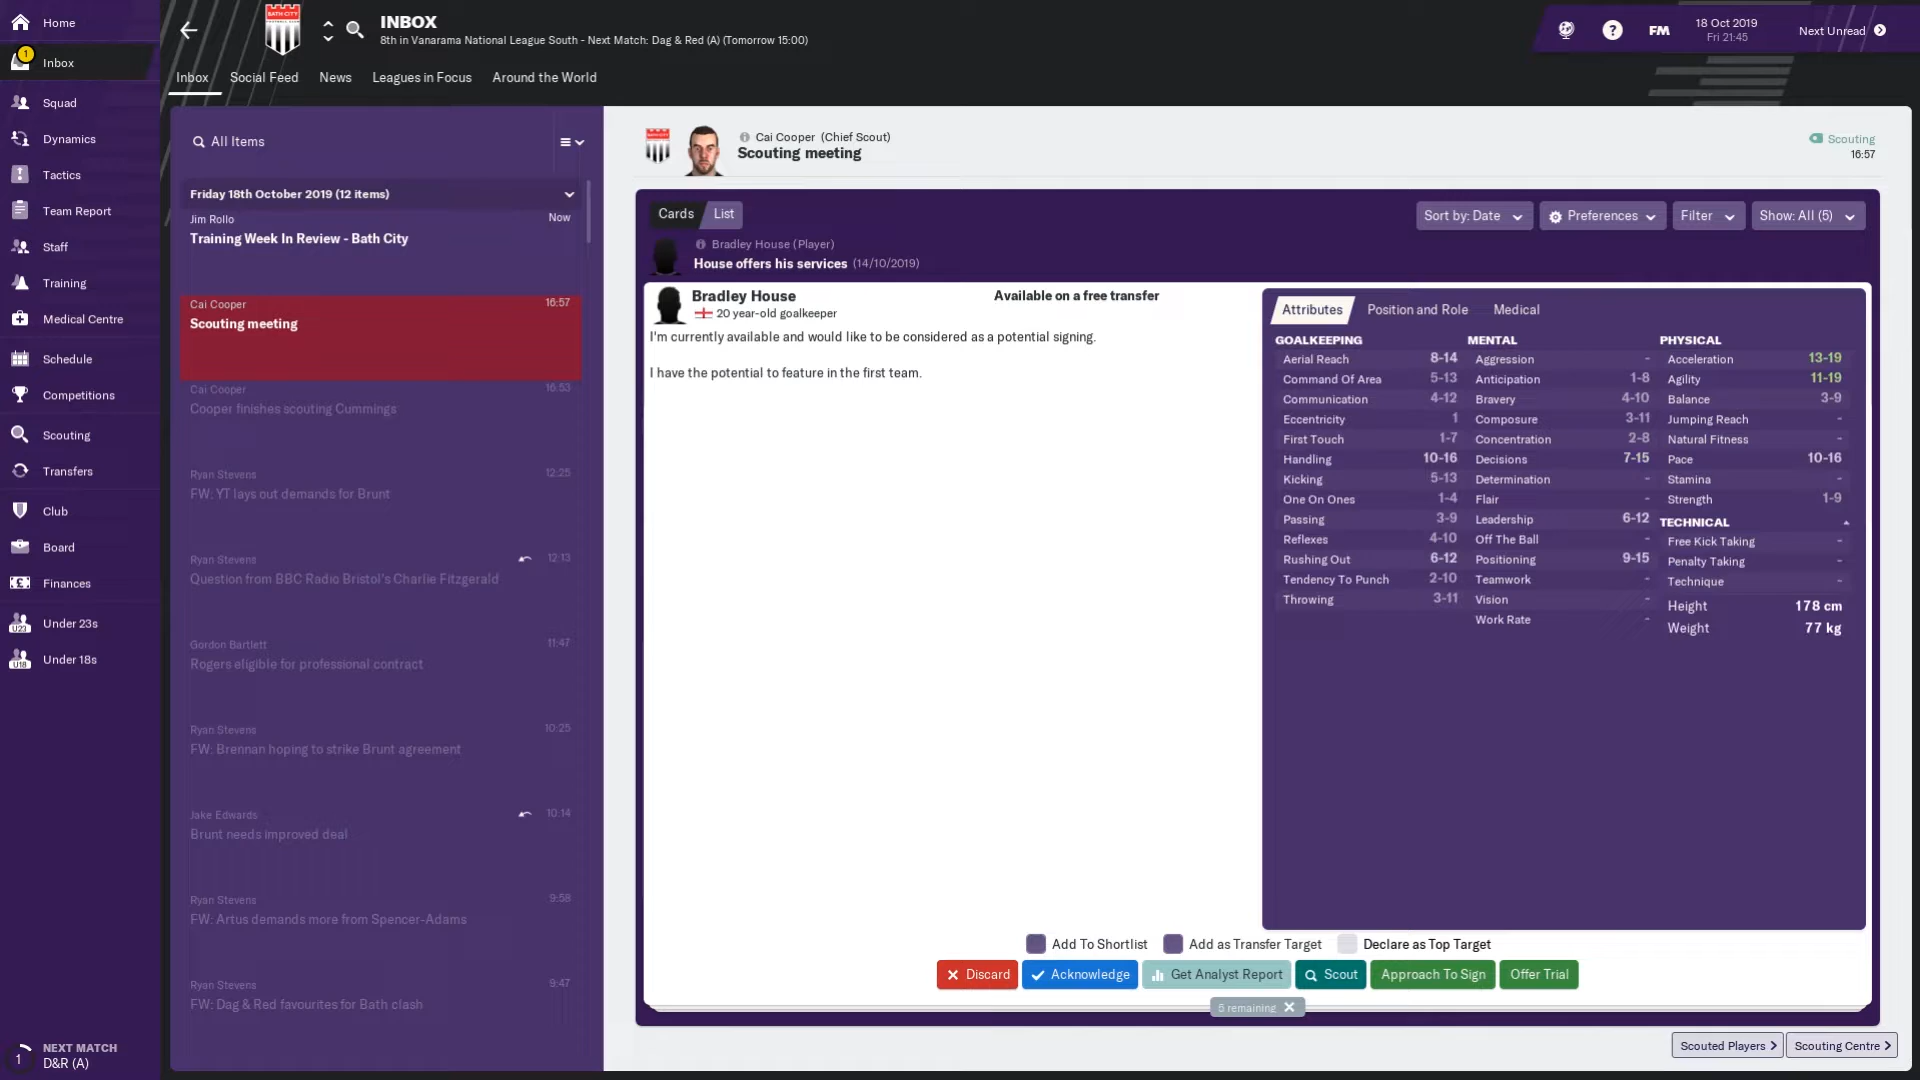 Home
1
Inbox
Squad
Dynamics
Tactics
Team Report
Staff
Training
Medical Centre
Schedule
Competitions
Scouting
Transfers
Club
Board
Finances
U23
Under 23s
U18
Under 18s
1
NEXT MATCH
D&R (A)
BATH CITY
INBOX
8th in Vanarama National League South - Next Match: Dag & Red (A) (Tomorrow 15:00)
?
FM
18 Oct 2019
Fri 21:45
Next Unread
Inbox
Social Feed
News
Leagues in Focus
Around the World
All Items
Friday 18th October 2019 (12 items)
Jim Rollo
Now
Training Week In Review - Bath City
Cai Cooper
16:57
Scouting meeting
Cai Cooper
16:53
Cooper finishes scouting Cummings
Ryan Stevens
12:25
FW: YT lays out demands for Brunt
Ryan Stevens
12:13
Question from BBC Radio Bristol's Charlie Fitzgerald
Gordon Bartlett
11:47
Rogers eligible for professional contract
Ryan Stevens
10:25
FW: Brennan hoping to strike Brunt agreement
Jake Edwards
10:14
Brunt needs improved deal
Ryan Stevens
9:58
FW: Artus demands more from Spencer-Adams
Ryan Stevens
9:47
FW: Dag & Red favourites for Bath clash
Cai Cooper (Chief Scout)
Scouting meeting
Scouting
16:57
Cards
List
Sort by: Date
Preferences
Filter
Show: All (5)
Bradley House (Player)
House offers his services (14/10/2019)
Bradley House
20 year-old goalkeeper
Available on a free transfer
I'm currently available and would like to be considered as a potential signing.
I have the potential to feature in the first team.
Attributes
Position and Role
Medical
GOALKEEPING
Aerial Reach 8-14
Command Of Area 5-13
Communication 4-12
Eccentricity 1
First Touch 1-7
Handling 10-16
Kicking 5-13
One On Ones 1-4
Passing 3-9
Reflexes 4-10
Rushing Out 6-12
Tendency To Punch 2-10
Throwing 3-11
MENTAL
Aggression -
Anticipation 1-8
Bravery 4-10
Composure 3-11
Concentration 2-8
Decisions 7-15
Determination -
Flair -
Leadership 6-12
Off The Ball -
Positioning 9-15
Teamwork -
Vision -
Work Rate -
PHYSICAL
Acceleration 13-19
Agility 11-19
Balance 3-9
Jumping Reach -
Natural Fitness -
Pace 10-16
Stamina -
Strength 1-9
TECHNICAL
Free Kick Taking -
Penalty Taking -
Technique -
Height 178 cm
Weight 77 kg
Add To Shortlist
Add as Transfer Target
Declare as Top Target
Discard
Acknowledge
Get Analyst Report
Scout
Approach To Sign
Offer Trial
5 remaining
Scouted Players
Scouting Centre